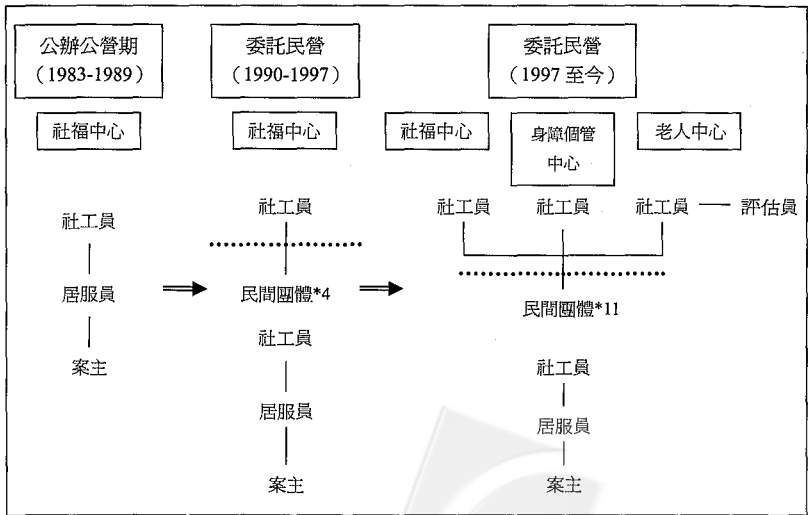 公辦公營期
（1983-1989）
社福中心
社工員
居服員
案主
委託民營
（1990-1997）
社福中心
社工員
民間團體*4
社工員
居服員
案主
委託民營
（1997 至今）
社福中心
身障個管
中心
老人中心
社工員
社工員
社工員
評估員
民間團體*11
社工員
居服員
案主